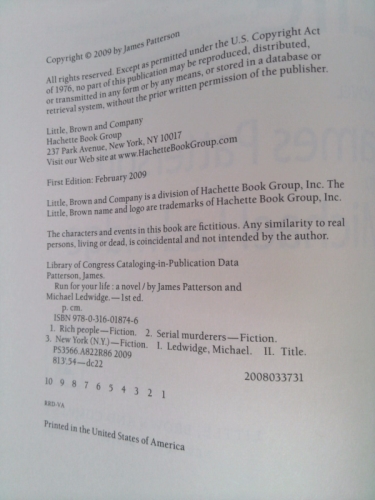 Copyright © 2009 by James Patterson
All rights reserved. Except as permitted under the U.S. Copyright Act
of 1976, no part of this publication may be reproduced, distributed,
or transmitted in any form or by any means, or stored in a database or
retrieval system, without the prior written permission of the publisher.
Little, Brown and Company
Hachette Book Group
237 Park Avenue, New York, NY 10017
Visit our Web site at www.HachetteBookGroup.com
First Edition: February 2009
Little, Brown and Company is a division of Hachette Book Group, Inc. The
Little, Brown name and logo are trademarks of Hachette Book Group, Inc.
The characters and events in this book are fictitious. Any similarity to real
persons, living or dead, is coincidental and not intended by the author.
Library of Congress Cataloging-in-Publication Data
Patterson, James.
Run for your life : a novel / by James Patterson and
Michael Ledwidge.—1st ed.
p. cm.
ISBN 978-0-316-01874-6
1. Rich people—Fiction. 2. Serial murderers—Fiction.
3. New York (N.Y.)—Fiction. I. Ledwidge, Michael. II. Title.
PS3566.A822R86 2009
813'.54—dc22
2008033731
10 9 8 7 6 5 4 3 2 1
RRD-VA
Printed in the United States of America